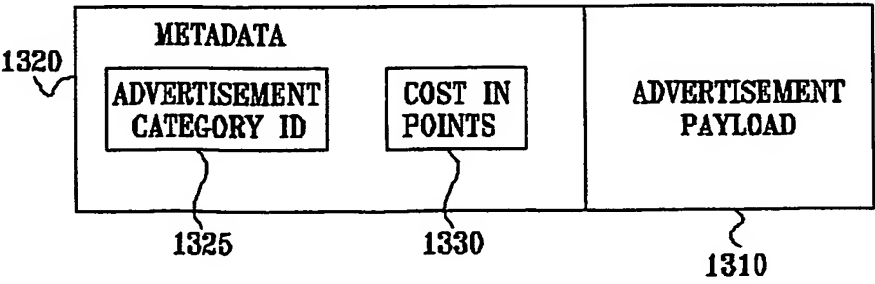 METADATA
1320
ADVERTISEMENT
CATEGORY ID
COST IN
POINTS
ADVERTISEMENT
PAYLOAD
1325
1330
1310